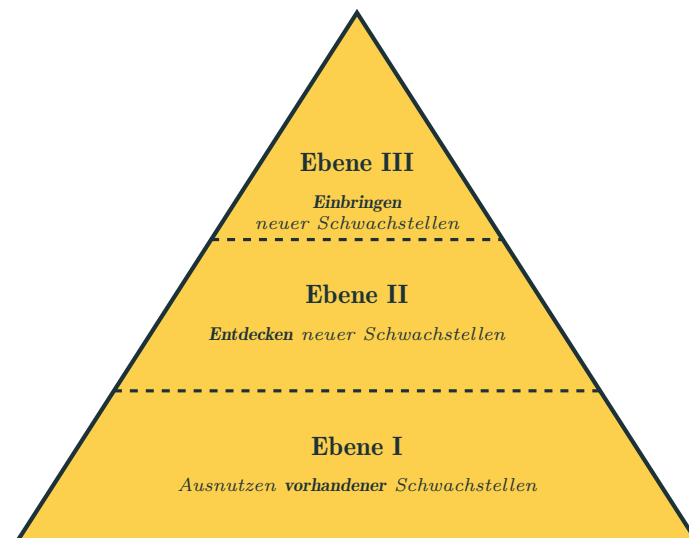 Ebene III
Einbringen
neuer Schwachstellen
Ebene II
Entdecken neuer Schwachstellen
Ebene I
Ausnutzen vorhandener Schwachstellen